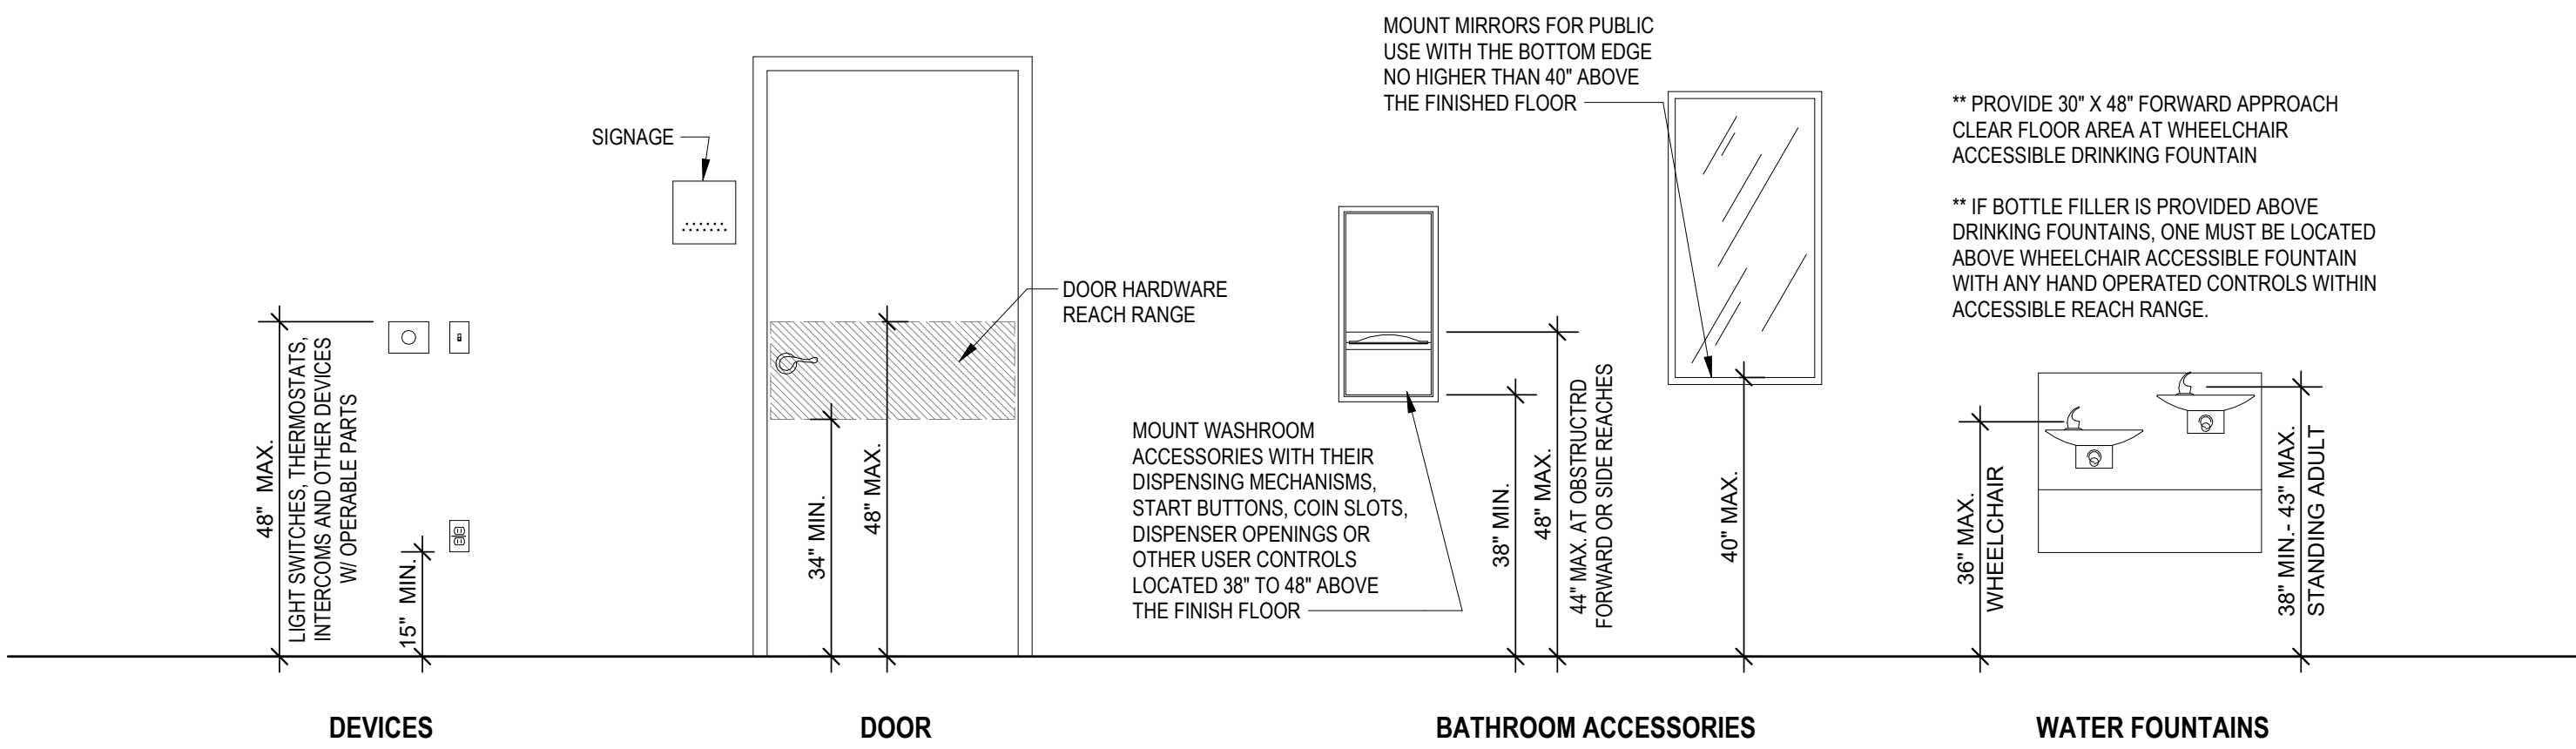 SIGNAGE
48" MAX.
LIGHT SWITCHES, THERMOSTATS,
INTERCOMS AND OTHER DEVICES
W/ OPERABLE PARTS
15" MIN.
DEVICES
DOOR HARDWARE
REACH RANGE
34" MIN.
48" MAX.
DOOR
MOUNT MIRRORS FOR PUBLIC
USE WITH THE BOTTOM EDGE
NO HIGHER THAN 40" ABOVE
THE FINISHED FLOOR
MOUNT WASHROOM
ACCESSORIES WITH THEIR
DISPENSING MECHANISMS,
START BUTTONS, COIN SLOTS,
DISPENSER OPENINGS OR
OTHER USER CONTROLS
LOCATED 38" TO 48" ABOVE
THE FINISH FLOOR
38" MIN.
48" MAX.
44" MAX. AT OBSTRUCTRD
FORWARD OR SIDE REACHES
40" MAX.
BATHROOM ACCESSORIES
** PROVIDE 30" X 48" FORWARD APPROACH
CLEAR FLOOR AREA AT WHEELCHAIR
ACCESSIBLE DRINKING FOUNTAIN
** IF BOTTLE FILLER IS PROVIDED ABOVE
DRINKING FOUNTAINS, ONE MUST BE LOCATED
ABOVE WHEELCHAIR ACCESSIBLE FOUNTAIN
WITH ANY HAND OPERATED CONTROLS WITHIN
ACCESSIBLE REACH RANGE.
36" MAX.
WHEELCHAIR
38" MIN.- 43" MAX.
STANDING ADULT
WATER FOUNTAINS